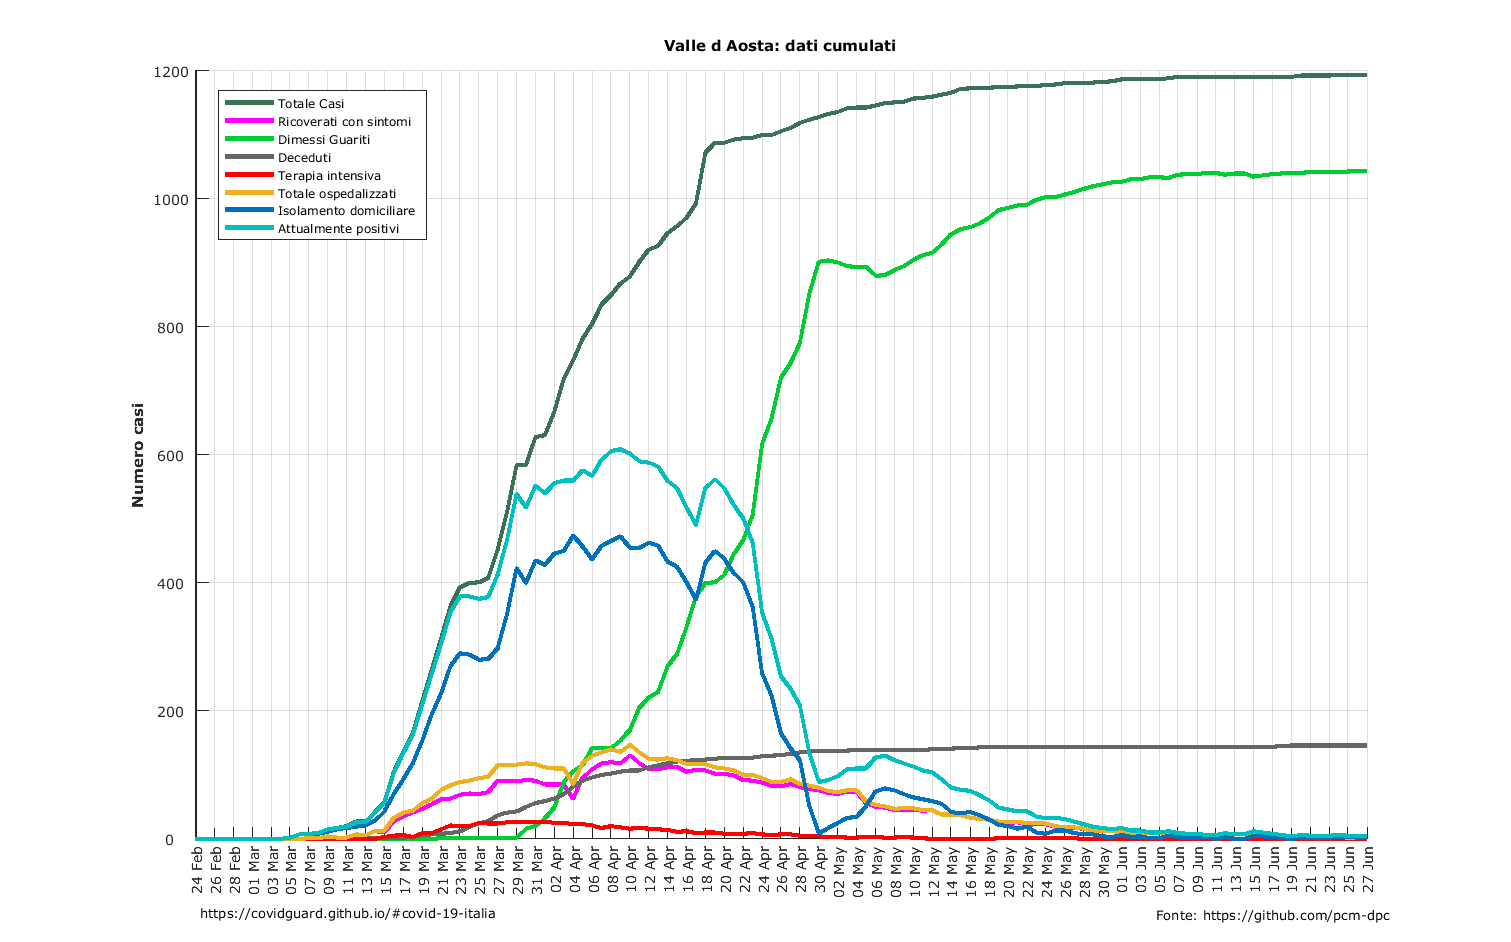 Valle d Aosta: dati cumulati
Numero casi
1200
1000
800
600
400
200
0
Totale Casi
Ricoverati con sintomi
Dimessi Guariti
Deceduti
Terapia intensiva
Totale ospedalizzati
Isolamento domiciliare
Attualmente positivi
24 Feb
26 Feb
28 Feb
01 Mar
03 Mar
05 Mar
07 Mar
09 Mar
11 Mar
13 Mar
15 Mar
17 Mar
19 Mar
21 Mar
23 Mar
25 Mar
27 Mar
29 Mar
31 Mar
02 Apr
04 Apr
06 Apr
08 Apr
10 Apr
12 Apr
14 Apr
16 Apr
18 Apr
20 Apr
22 Apr
24 Apr
26 Apr
28 Apr
30 Apr
02 May
04 May
06 May
08 May
10 May
12 May
14 May
16 May
18 May
20 May
22 May
24 May
26 May
28 May
30 May
01 Jun
03 Jun
05 Jun
07 Jun
09 Jun
11 Jun
13 Jun
15 Jun
17 Jun
19 Jun
21 Jun
23 Jun
25 Jun
27 Jun
https://covidguard.github.io/#covid-19-italia
Fonte: https://github.com/pcm-dpc